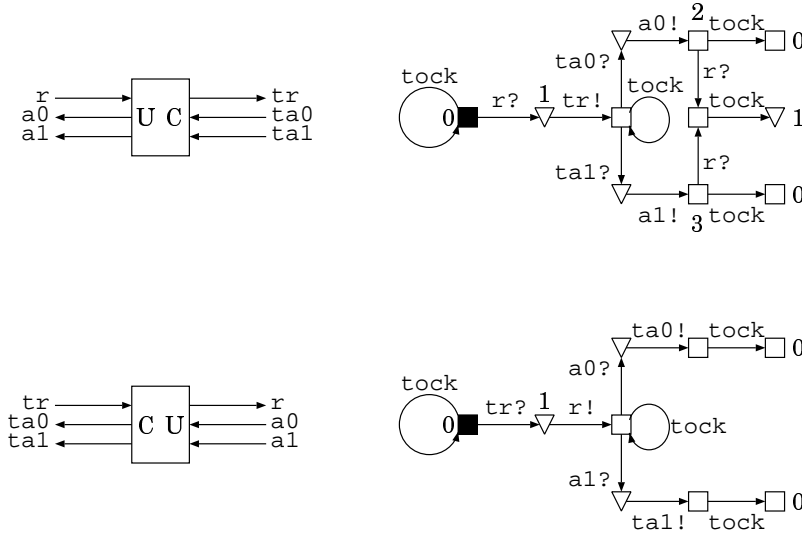 2
a0! tock 0
ta0? r?
tock tock
r tr r? 1 tr! tock
a0 U C ta0 0 1
a1 ta1
ta1? r?
a1! tock 0
3
ta0! tock
0
a0?
tock
tr r tr? 1 r!
ta0 C U a0 0 tock
ta1 a1
a1?
0
ta1! tock